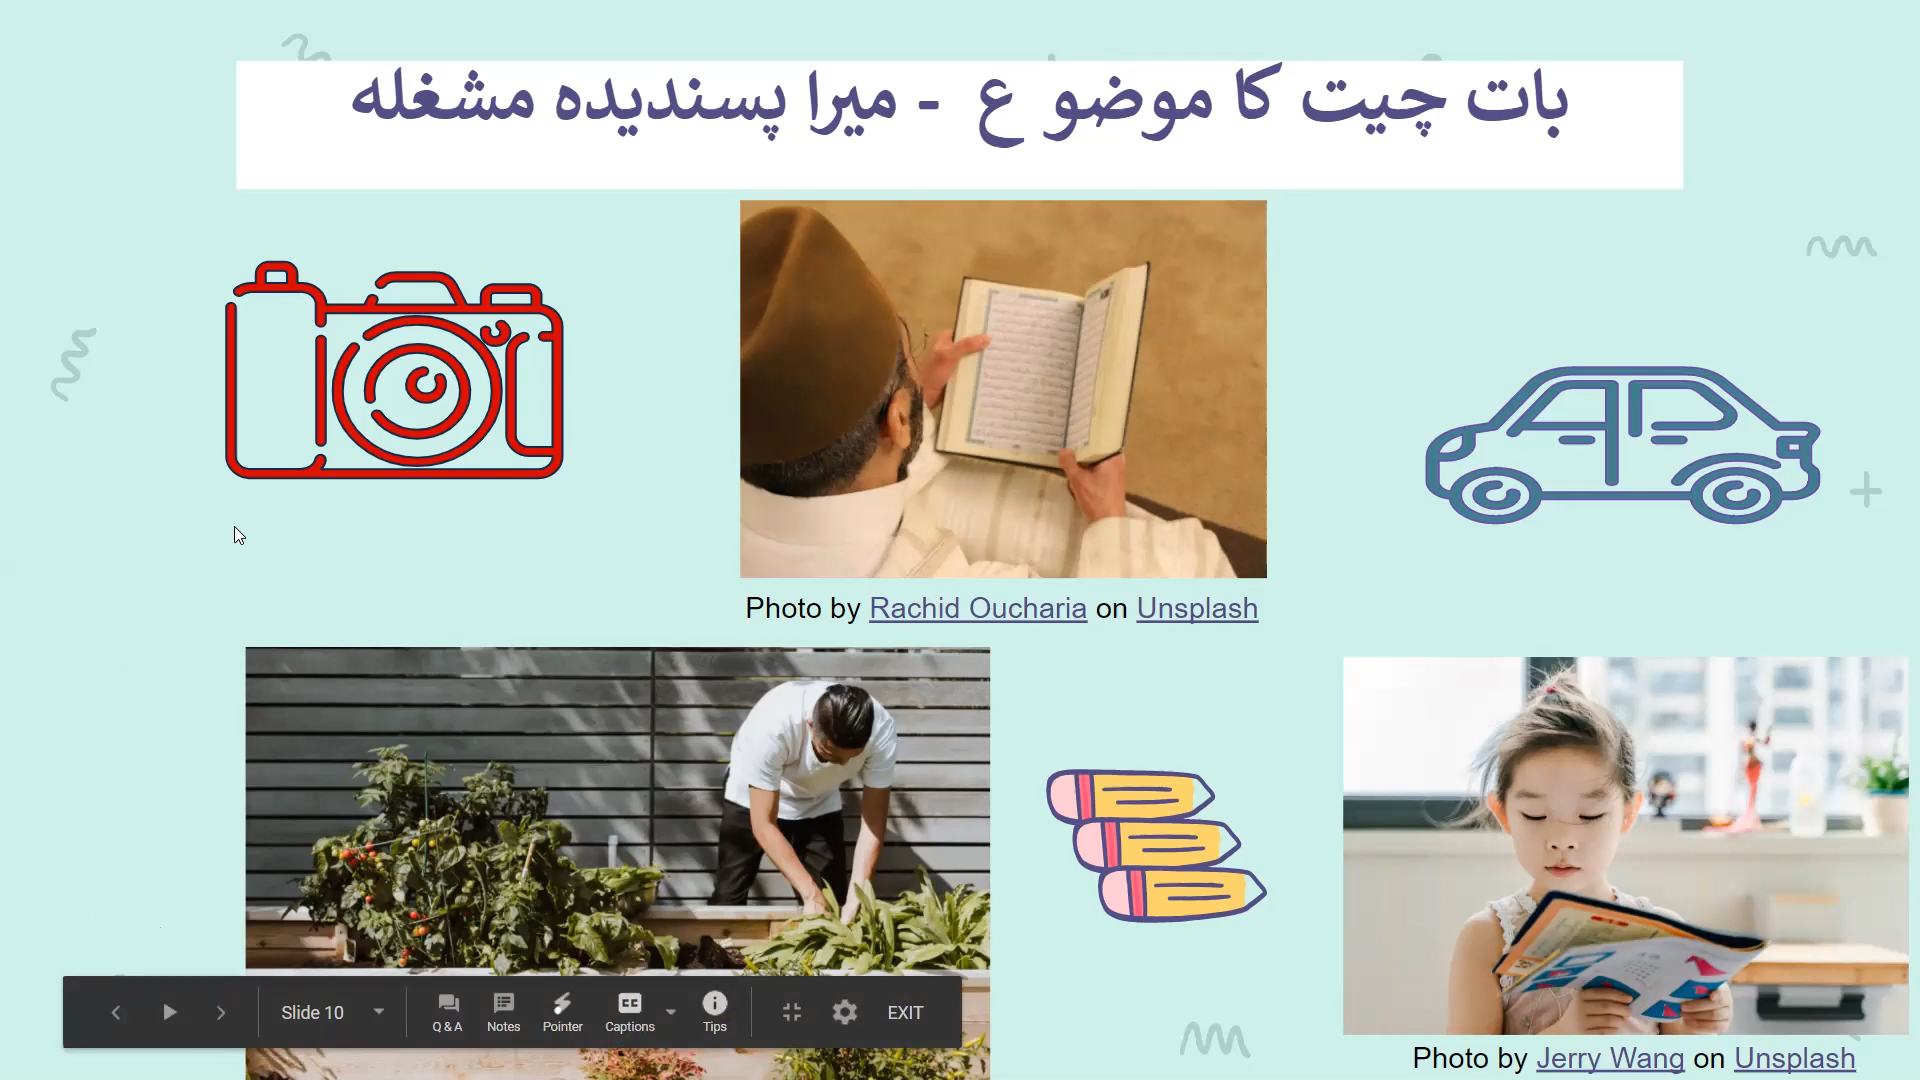 بات چیت کا موضو ع - میرا پسندیدہ مشغلہ
Photo by Rachid Oucharia on Unsplash
Photo by Jerry Wang on Unsplash
Slide 10
Q & A
Notes
Pointer
CC
Captions
Tips
EXIT